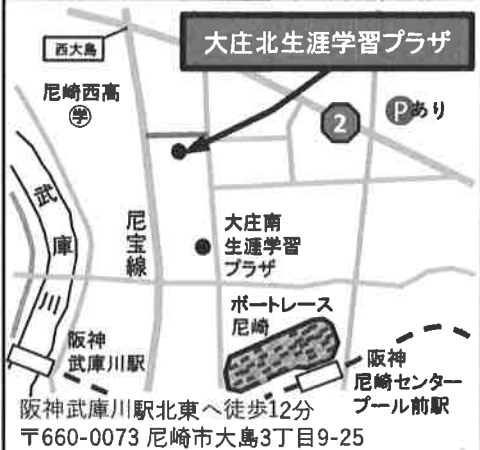 大庄北生涯学習プラザ
西大島
尼崎西高
学
2
Pあり
武庫川
尼宝線
大庄南
生涯学習
プラザ
ボートレース
尼崎
阪神
武庫川駅
阪神
尼崎センター
プール前駅
阪神武庫川駅北東へ徒歩12分
〒660-0073 尼崎市大島3丁目9-25